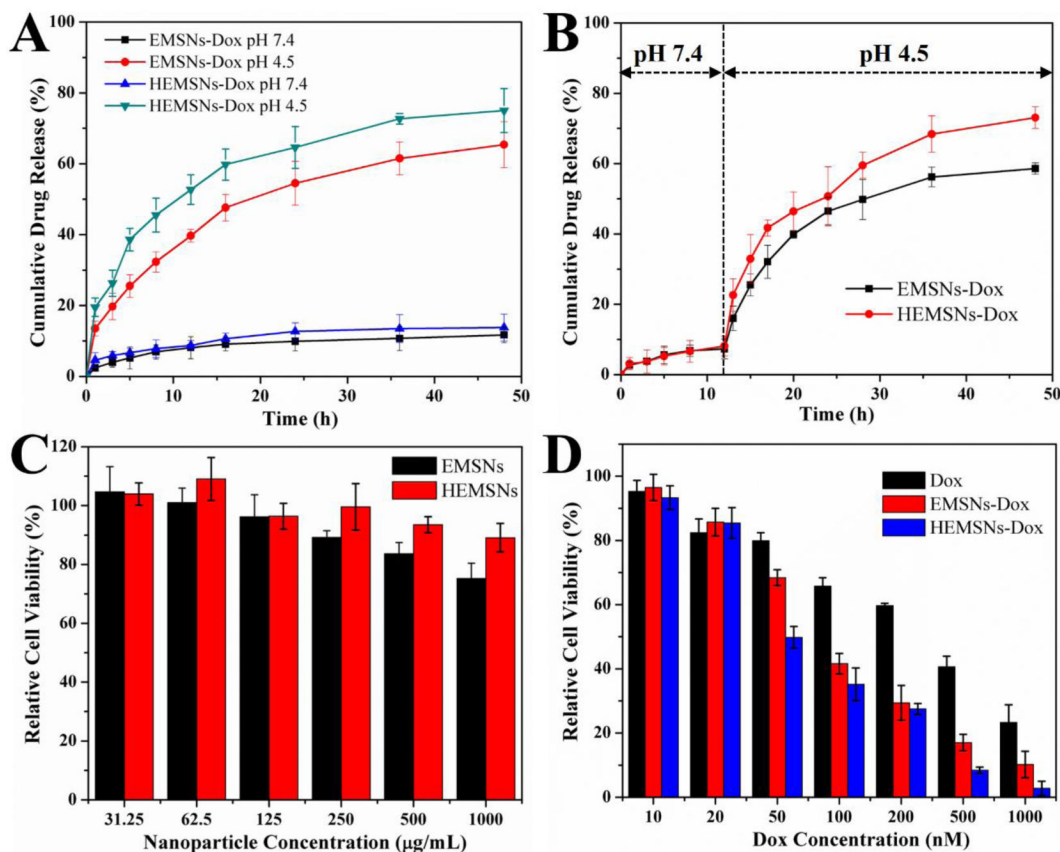 A
EMSNs-Dox pH 7.4
EMSNs-Dox pH 4.5
HEMSNs-Dox pH 7.4
HEMSNs-Dox pH 4.5
Cumulative Drug Release (%)
100
80
60
40
20
0
0 10 20 30 40 50
Time (h)
B
pH 7.4 pH 4.5
EMSNs-Dox
HEMSNs-Dox
Cumulative Drug Release (%)
100
80
60
40
20
0
0 10 20 30 40 50
Time (h)
C
EMSNs
HEMSNs
Relative Cell Viability (%)
120
100
80
60
40
20
0
31.25 62.5 125 250 500 1000
Nanoparticle Concentration (μg/mL)
D
Dox
EMSNs-Dox
HEMSNs-Dox
Relative Cell Viability (%)
100
80
60
40
20
0
10 20 50 100 200 500 1000
Dox Concentration (nM)